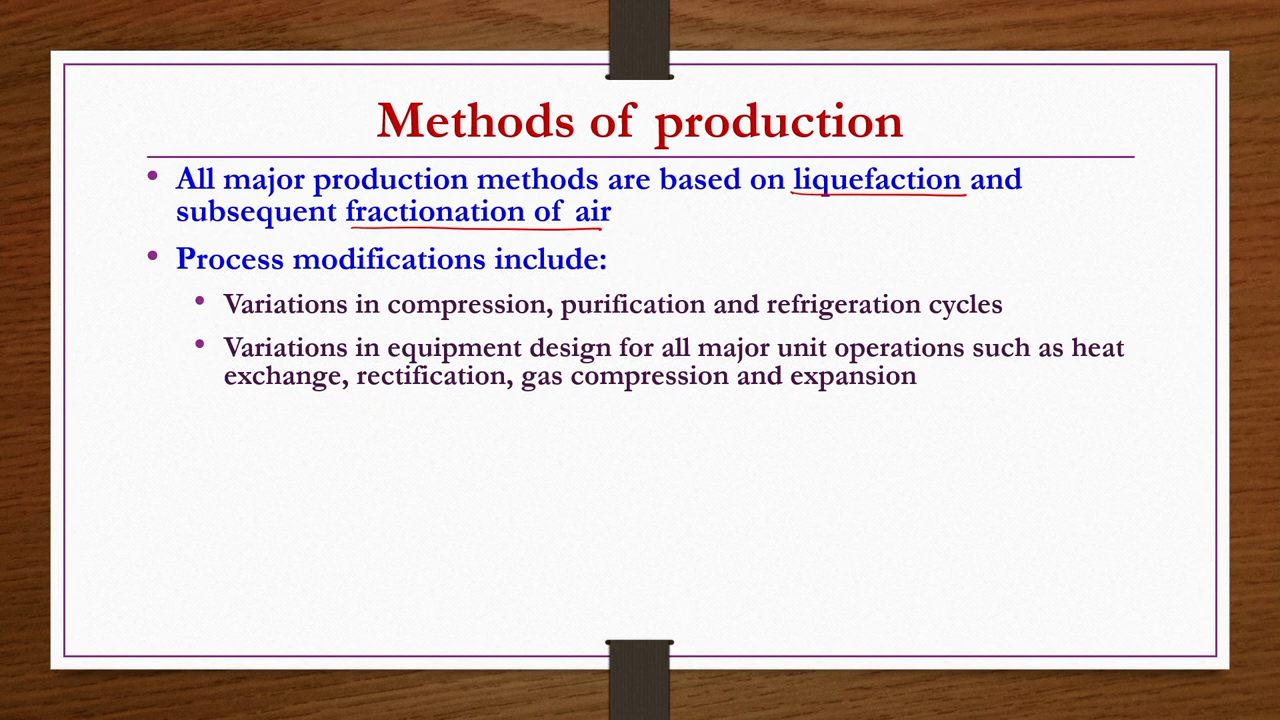 Methods of production
• All major production methods are based on liquefaction and
subsequent fractionation of air
• Process modifications include:
• Variations in compression, purification and refrigeration cycles
• Variations in equipment design for all major unit operations such as heat
exchange, rectification, gas compression and expansion